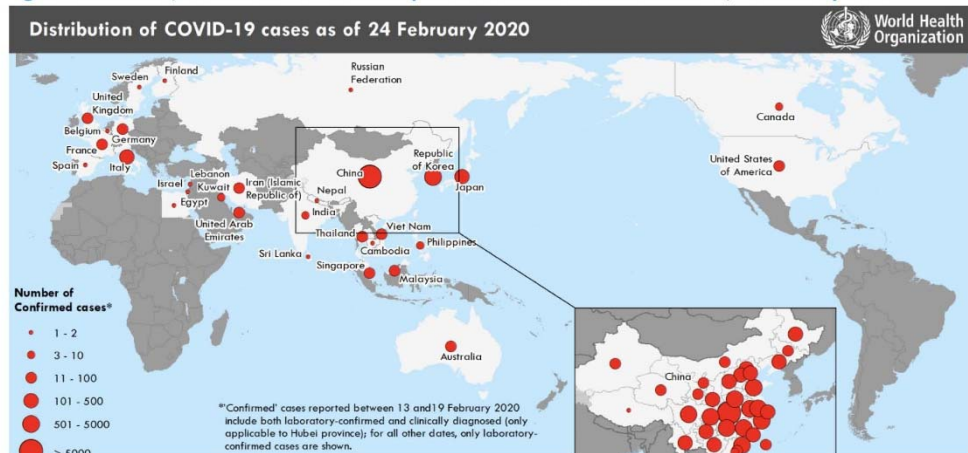 Distribution of COVID-19 cases as of 24 February 2020
World Health
Organization
Finland
Sweden
Russian
Federation
United
Kingdom
Canada
Belgium
Germany
France
Republic
of Korea
United States
of America
Spain
Italy
Lebanon
China
Japan
Israel
Kuwait
Iran (Islamic
Republic of)
Nepal
Egypt
India
United Arab
Emirates
Thailand
Viet Nam
Philippines
Cambodia
Sri Lanka
Singapore
Malaysia
Number of
Confirmed cases*
1 - 2
3 - 10
11 - 100
101 - 500
501 - 5000
> 5000
Australia
China
*'Confirmed' cases reported between 13 and19 February 2020
include both laboratory-confirmed and clinically diagnosed (only
applicable to Hubei province); for all other dates, only laboratory-
confirmed cases are shown.